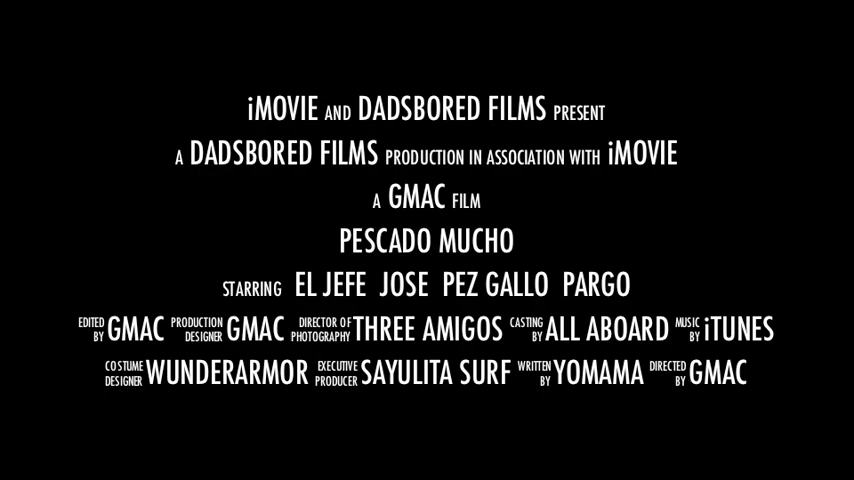 iMOVIE AND DADSBORED FILMS PRESENT
A DADSBORED FILMS PRODUCTION IN ASSOCIATION WITH iMOVIE
A GMAC FILM
PESCADO MUCHO
STARRING EL JEFE JOSE PEZ GALLO PARGO
EDITED BY GMAC PRODUCTION DESIGNER GMAC DIRECTOR OF PHOTOGRAPHY THREE AMIGOS CASTING BY ALL ABOARD MUSIC BY iTUNES
COSTUME DESIGNER WUNDERARMOR EXECUTIVE PRODUCER SAYULITA SURF WRITTEN BY YOMAMA DIRECTED BY GMAC